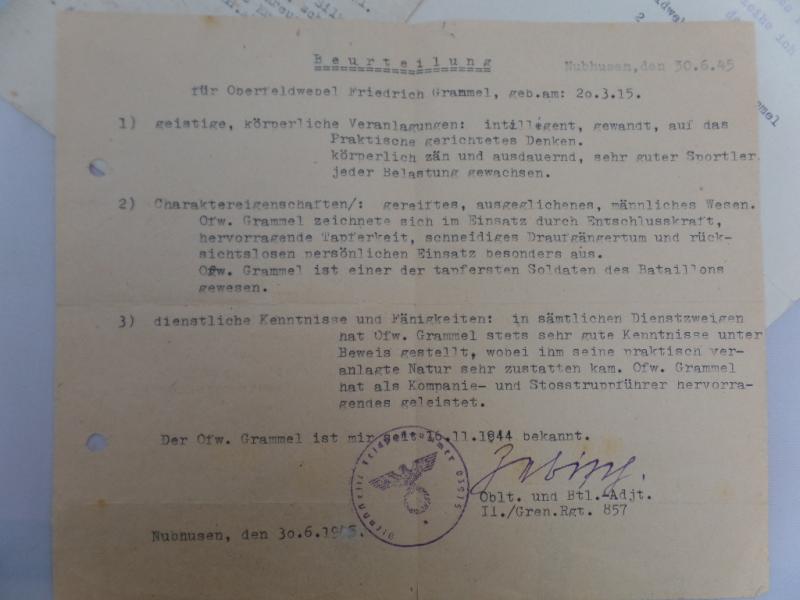 Beurteilung
Nubhusen,den 30.6.45
für Oberfeldwebel Friedrich Grammel, geb.am: 2o.3.15.
1) geistige, körperliche Veranlagungen: intilligent, gewandt, auf das
Praktische gerichtetes Denken.
körperlich zän und ausdauernd, sehr guter Sportler.
jeder Belastung gewachsen.
2) Charaktereigenschaften/: gereiftes, ausgeglichenes, männliches Wesen.
Ofw. Grammel zeichnete sich im Einsatz durch Entschlusskraft,
hervorragende Tapferkeit, schneidiges Draufgängertum und rück-
sichtslosen persönlichen Einsatz besonders aus.
Ofw. Grammel ist einer der tapfersten Soldaten des Bataillons
gewesen.
3) dienstliche Kenntnisse und Fänigkeiten: in sämtlichen Dienstzweigen
hat Ofw. Grammel stets sehr gute Kenntnisse unter
Beweis gestellt, wobei ihm seine praktisch ver-
anlagte Natur sehr zustatten kam. Ofw. Grammel
hat als Kompanie- und Stosstruppführer hervorra-
gendes geleistet.
Der Ofw. Grammel ist mir seit 16.11.1944 bekannt.
Dienststelle Feldpostnummer
Oblt. und Btl.-Adjt.
II./Gren.Rgt. 857
Nubhusen, den 3o.6.1945.